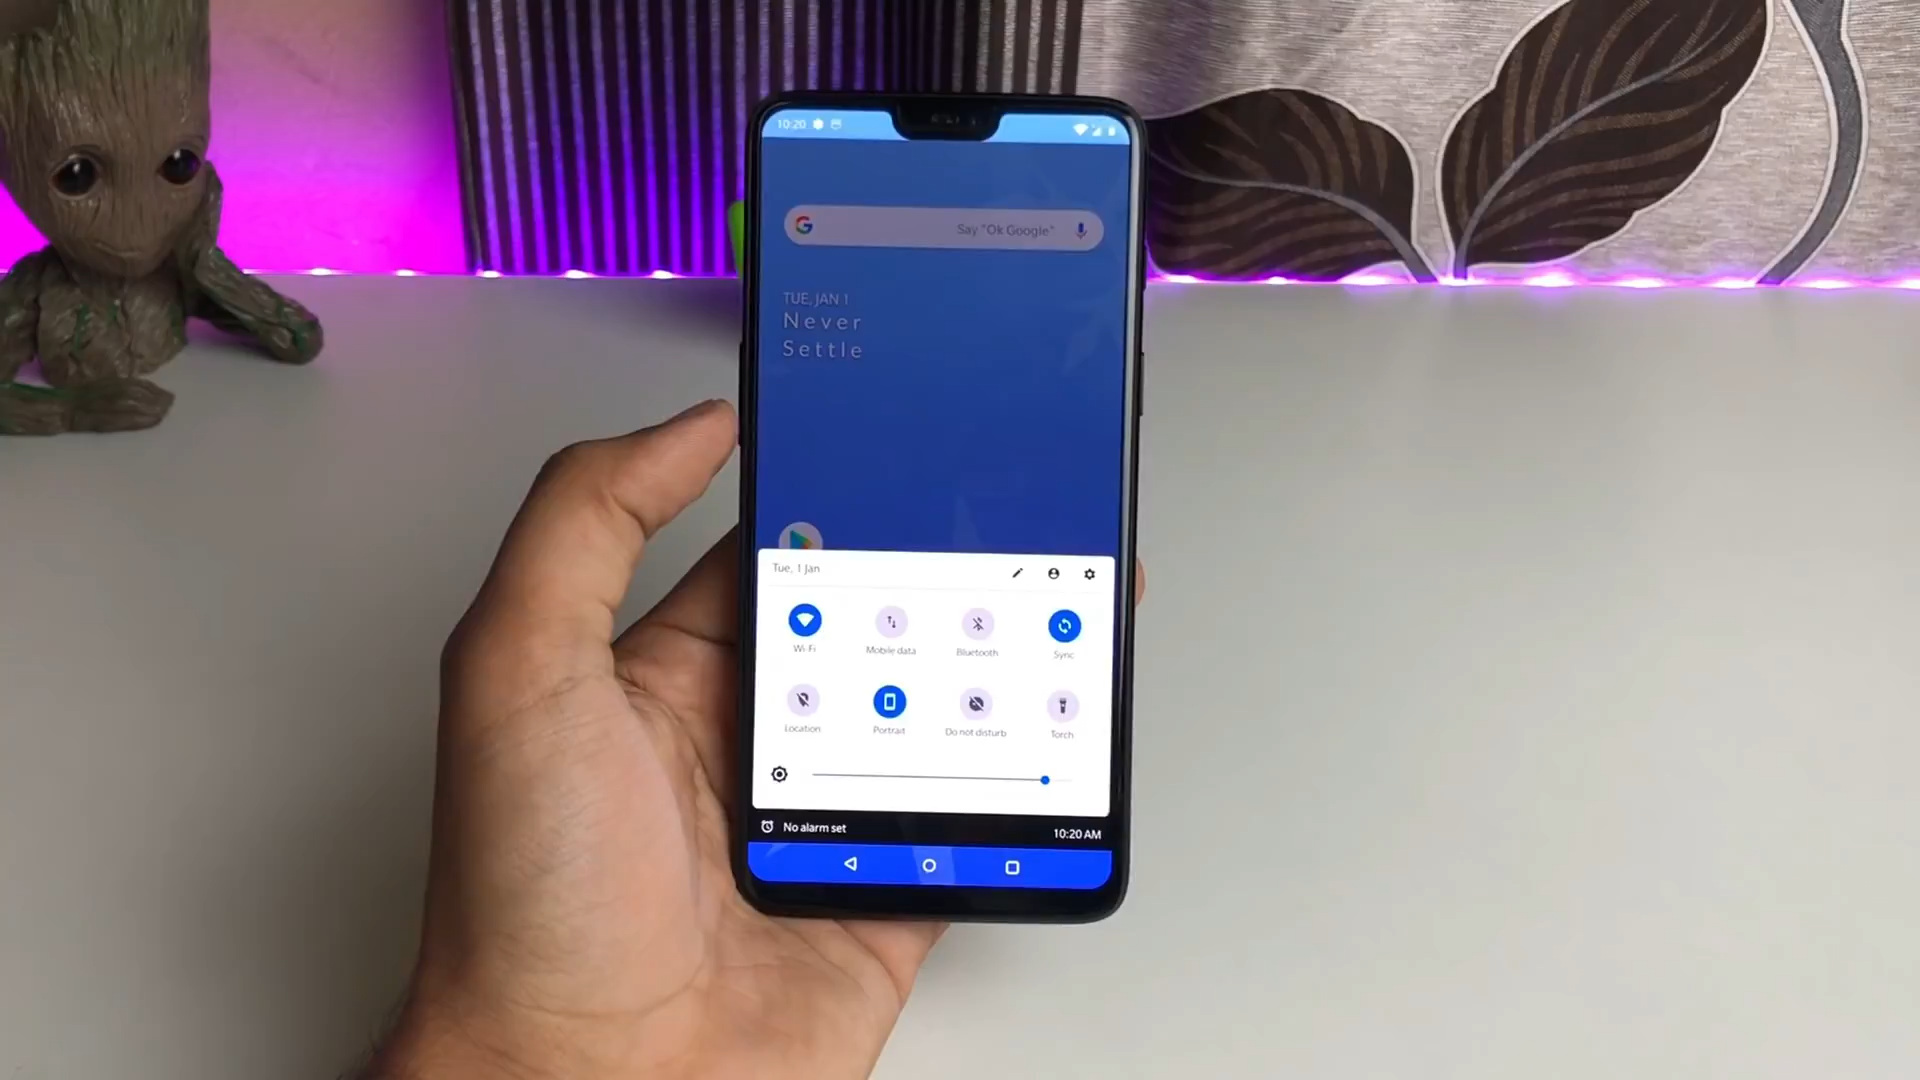 10:20
Say "Ok Google"
TUE, JAN 1
Never
Settle
Tue, 1 Jan
Wi-Fi
Mobile data
Bluetooth
Sync
Location
Portrait
Do not disturb
Torch
No alarm set
10:20 AM